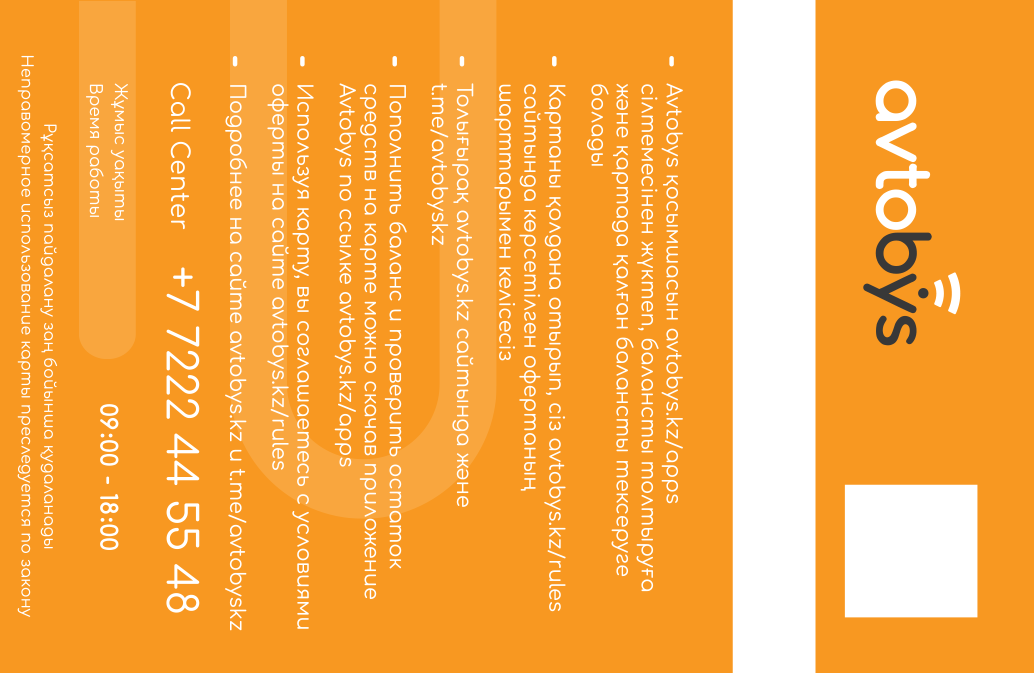 avtobys
Avtobys қосымшасын avtobys.kz/apps
сілтемесінен жүктеп, балансты толтыруға
және картада қалған балансты тексеруге
болады
Картаны қолдана отырып, сіз avtobys.kz/rules
сайтында көрсетілген офертаның
шарттарымен келісесіз
Толығырақ avtobys.kz сайтында және
t.me/avtobyskz
Пополнить баланс и проверить остаток
средств на карте можно скачав приложение
Avtobys по ссылке avtobys.kz/apps
Используя карту, вы соглашаетесь с условиями
оферты на сайте avtobys.kz/rules
Подробнее на сайте avtobys.kz и t.me/avtobyskz
Call Center +7 7222 44 55 48
Жұмыс уақыты
Время работы
09:00 - 18:00
Рұқсатсыз пайдалану заң бойынша қудаланады
Неправомерное использование карты преследуется по закону